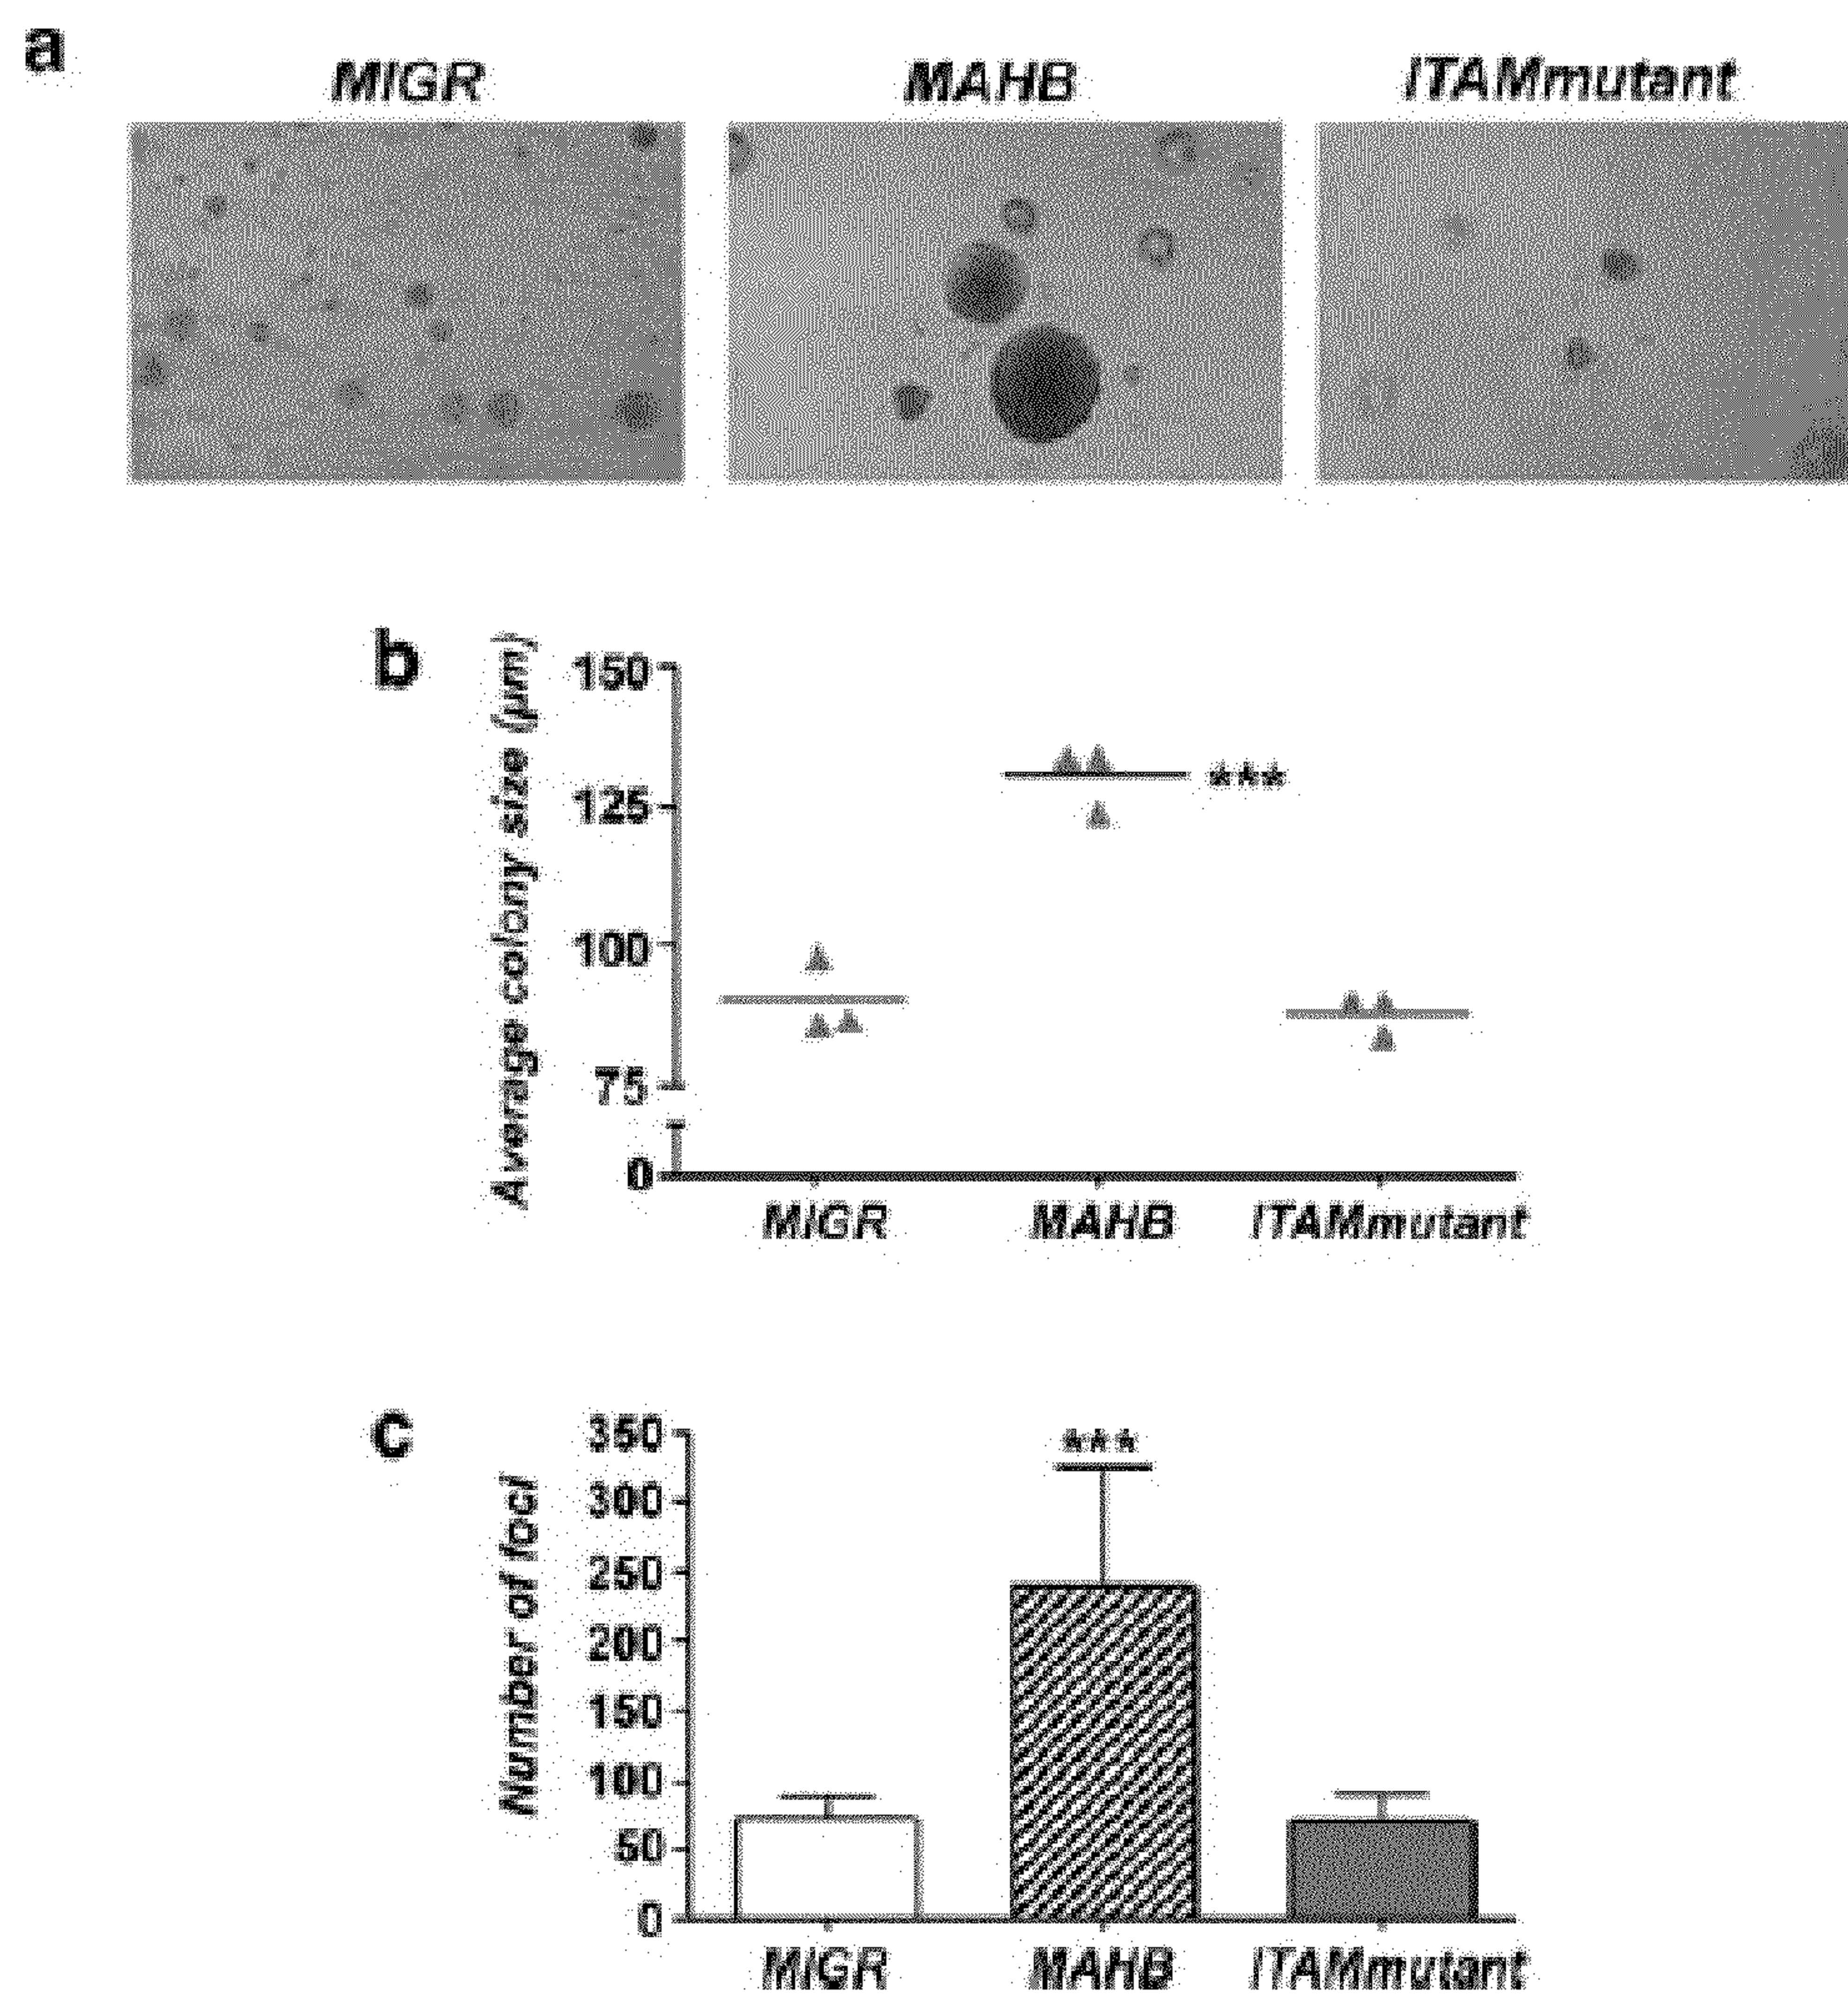 a
MIGR MAHB ITAMmutant
b
Average colony size (µm)
150
***
125
100
75
0
MIGR MAHB ITAMmutant
c
Number of foci
350
***
300
250
200
150
100
50
0
MIGR MAHB ITAMmutant